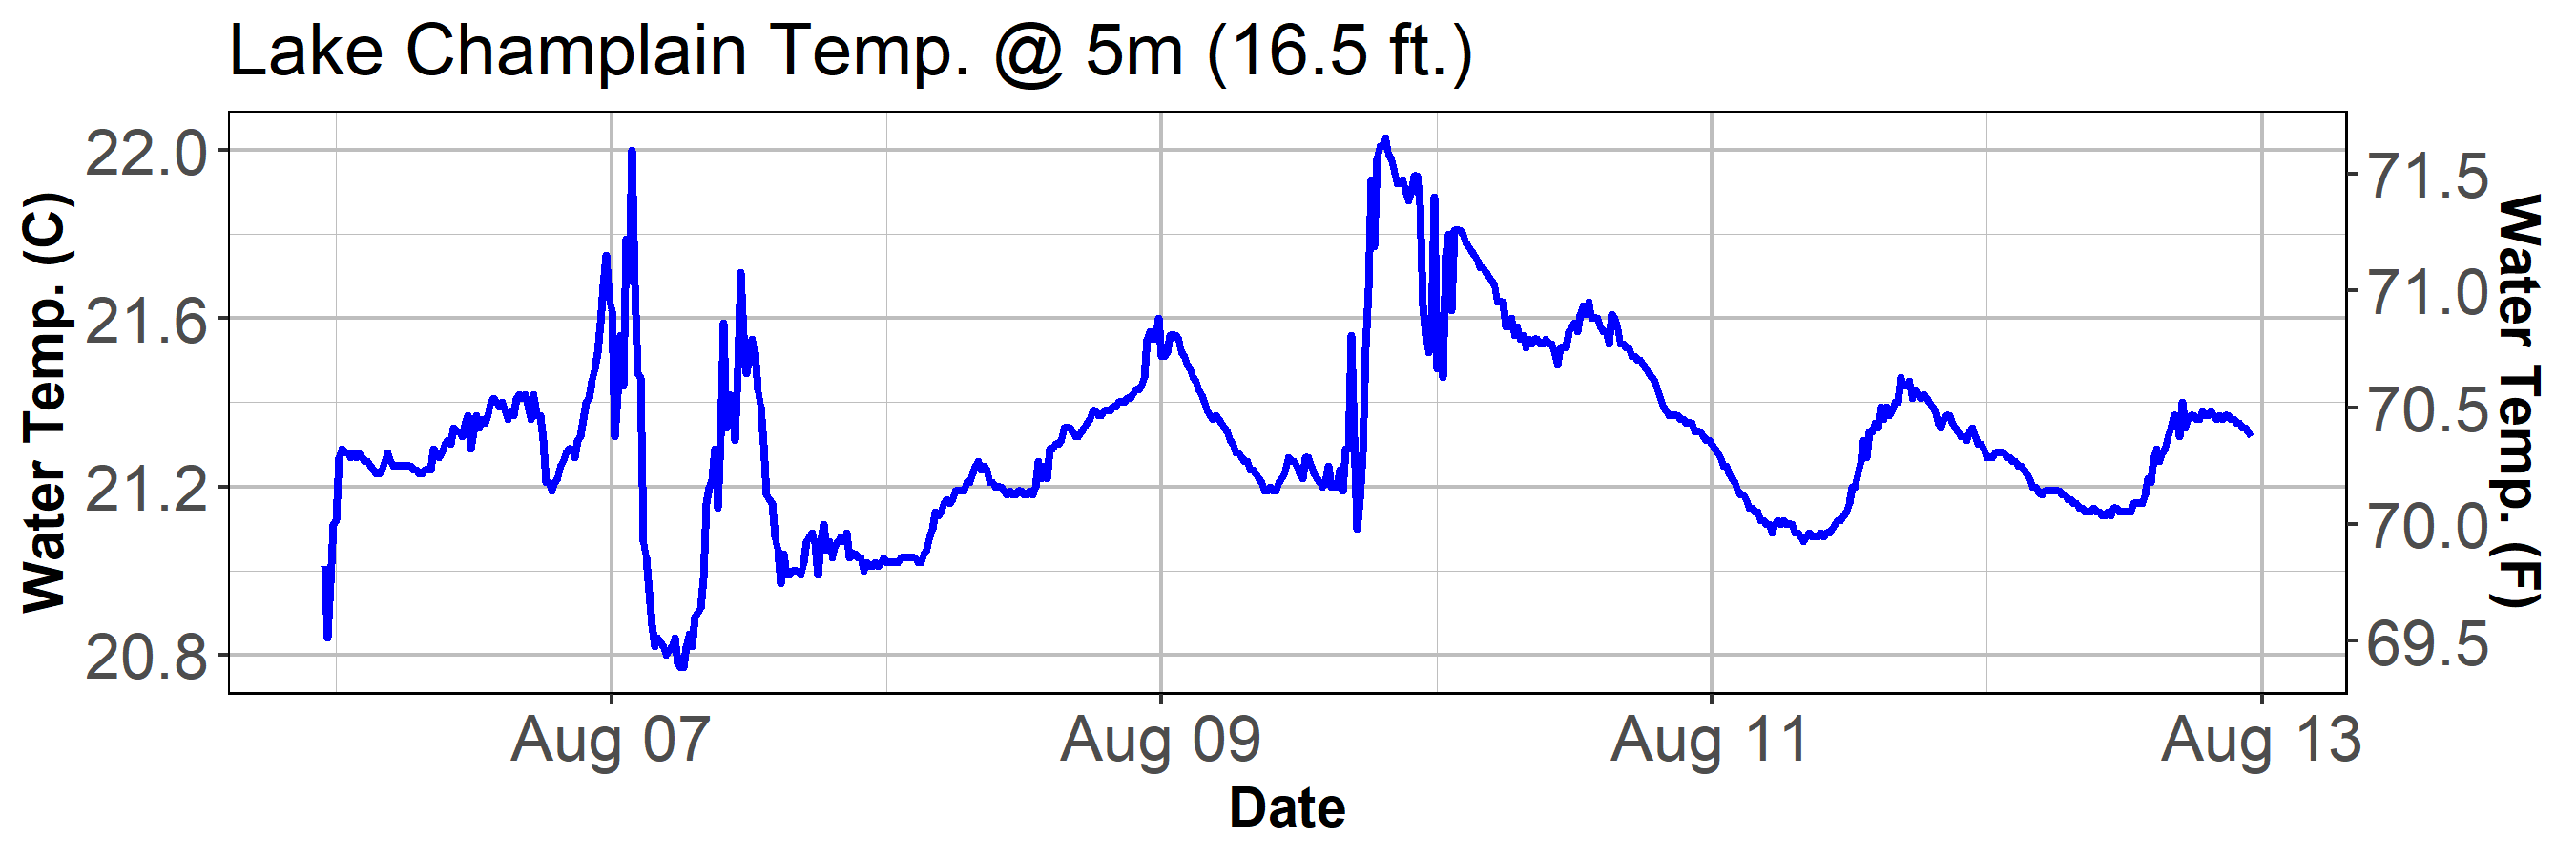 Lake Champlain Temp. @ 5m (16.5 ft.)
Water Temp. (C)
22.0
21.6
21.2
20.8
71.5
71.0
70.5
70.0
69.5
Water Temp. (F)
Aug 07
Aug 09
Aug 11
Aug 13
Date